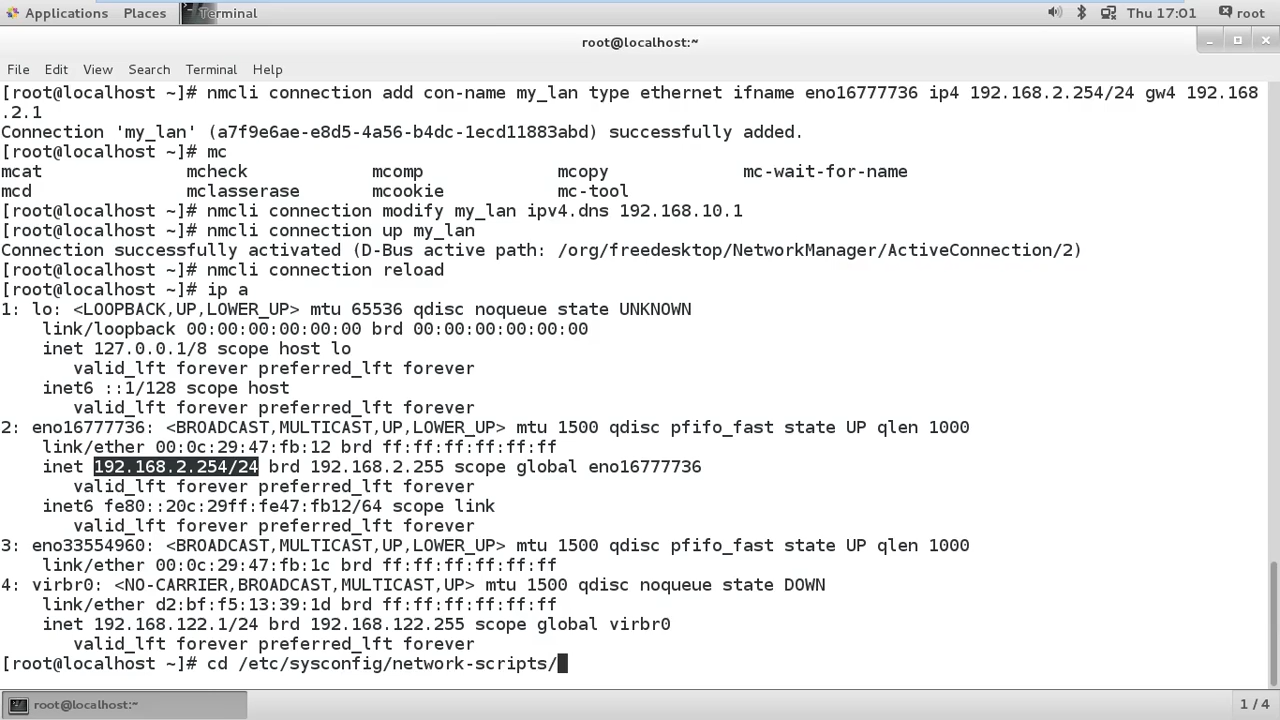 Applications Places Terminal Thu 17:01 root
root@localhost:~
File Edit View Search Terminal Help
[root@localhost ~]# nmcli connection add con-name my_lan type ethernet ifname eno16777736 ip4 192.168.2.254/24 gw4 192.168
.2.1
Connection 'my_lan' (a7f9e6ae-e8d5-4a56-b4dc-1ecd11883abd) successfully added.
[root@localhost ~]# mc
mcat mcheck mcomp mcopy mc-wait-for-name
mcd mclasserase mcookie mc-tool
[root@localhost ~]# nmcli connection modify my_lan ipv4.dns 192.168.10.1
[root@localhost ~]# nmcli connection up my_lan
Connection successfully activated (D-Bus active path: /org/freedesktop/NetworkManager/ActiveConnection/2)
[root@localhost ~]# nmcli connection reload
[root@localhost ~]# ip a
1: lo: <LOOPBACK,UP,LOWER_UP> mtu 65536 qdisc noqueue state UNKNOWN
link/loopback 00:00:00:00:00:00 brd 00:00:00:00:00:00
inet 127.0.0.1/8 scope host lo
valid_lft forever preferred_lft forever
inet6 ::1/128 scope host
valid_lft forever preferred_lft forever
2: eno16777736: <BROADCAST,MULTICAST,UP,LOWER_UP> mtu 1500 qdisc pfifo_fast state UP qlen 1000
link/ether 00:0c:29:47:fb:12 brd ff:ff:ff:ff:ff:ff
inet 192.168.2.254/24 brd 192.168.2.255 scope global eno16777736
valid_lft forever preferred_lft forever
inet6 fe80::20c:29ff:fe47:fb12/64 scope link
valid_lft forever preferred_lft forever
3: eno33554960: <BROADCAST,MULTICAST,UP,LOWER_UP> mtu 1500 qdisc pfifo_fast state UP qlen 1000
link/ether 00:0c:29:47:fb:1c brd ff:ff:ff:ff:ff:ff
4: virbr0: <NO-CARRIER,BROADCAST,MULTICAST,UP> mtu 1500 qdisc noqueue state DOWN
link/ether d2:bf:f5:13:39:1d brd ff:ff:ff:ff:ff:ff
inet 192.168.122.1/24 brd 192.168.122.255 scope global virbr0
valid_lft forever preferred_lft forever
[root@localhost ~]# cd /etc/sysconfig/network-scripts/
root@localhost:~ 1 / 4